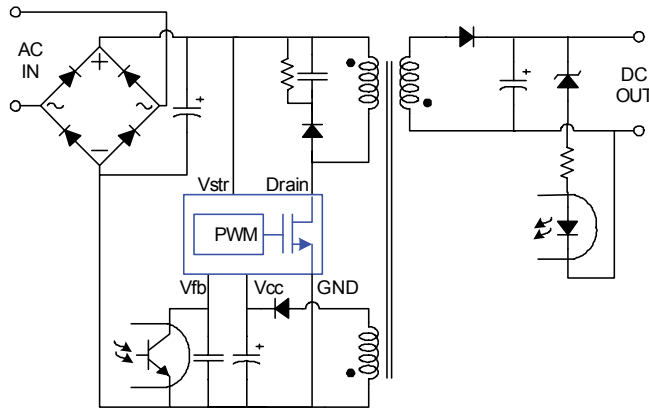 AC
IN
DC
OUT
Vstr Drain
PWM
Vfb Vcc GND